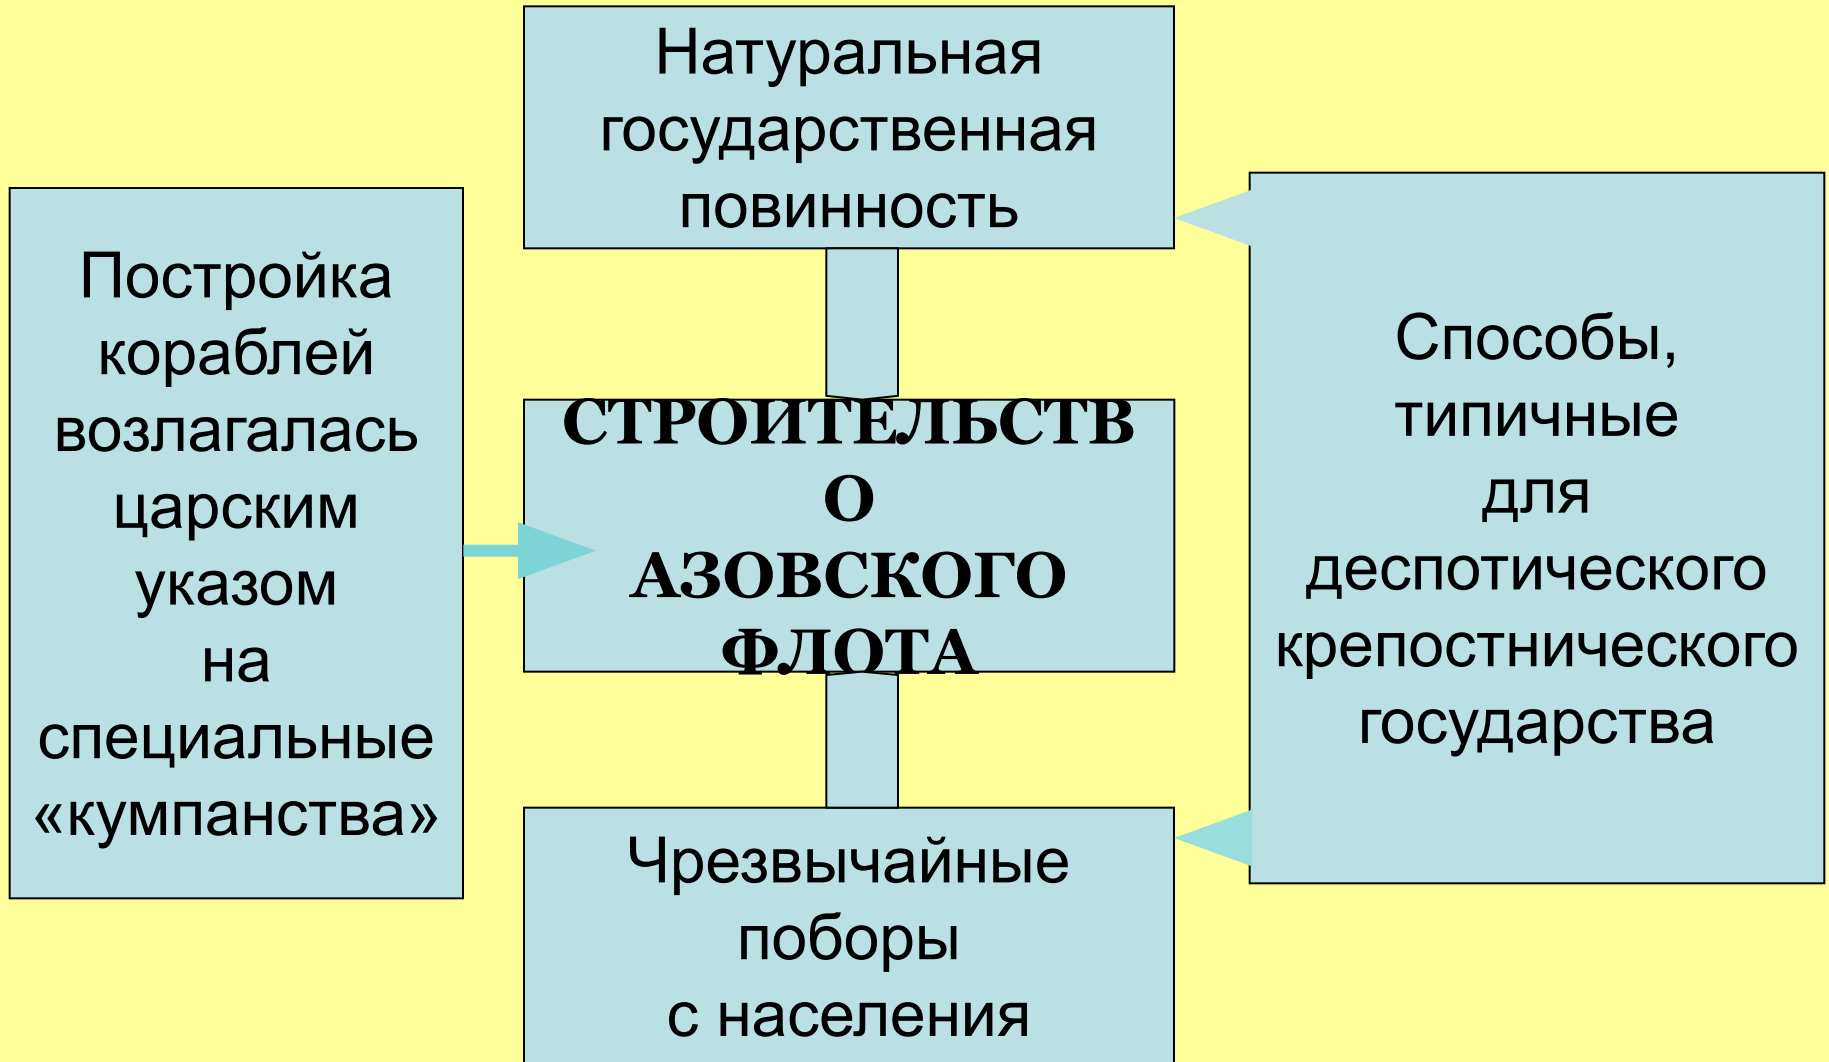 Натуральная
государственная
повинность
Постройка
кораблей
возлагалась
царским
указом
на
специальные
«кумпанства»
СТРОИТЕЛЬСТВ
О
АЗОВСКОГО
ФЛОТА
Способы,
типичные
для
деспотического
крепостнического
государства
Чрезвычайные
поборы
с населения